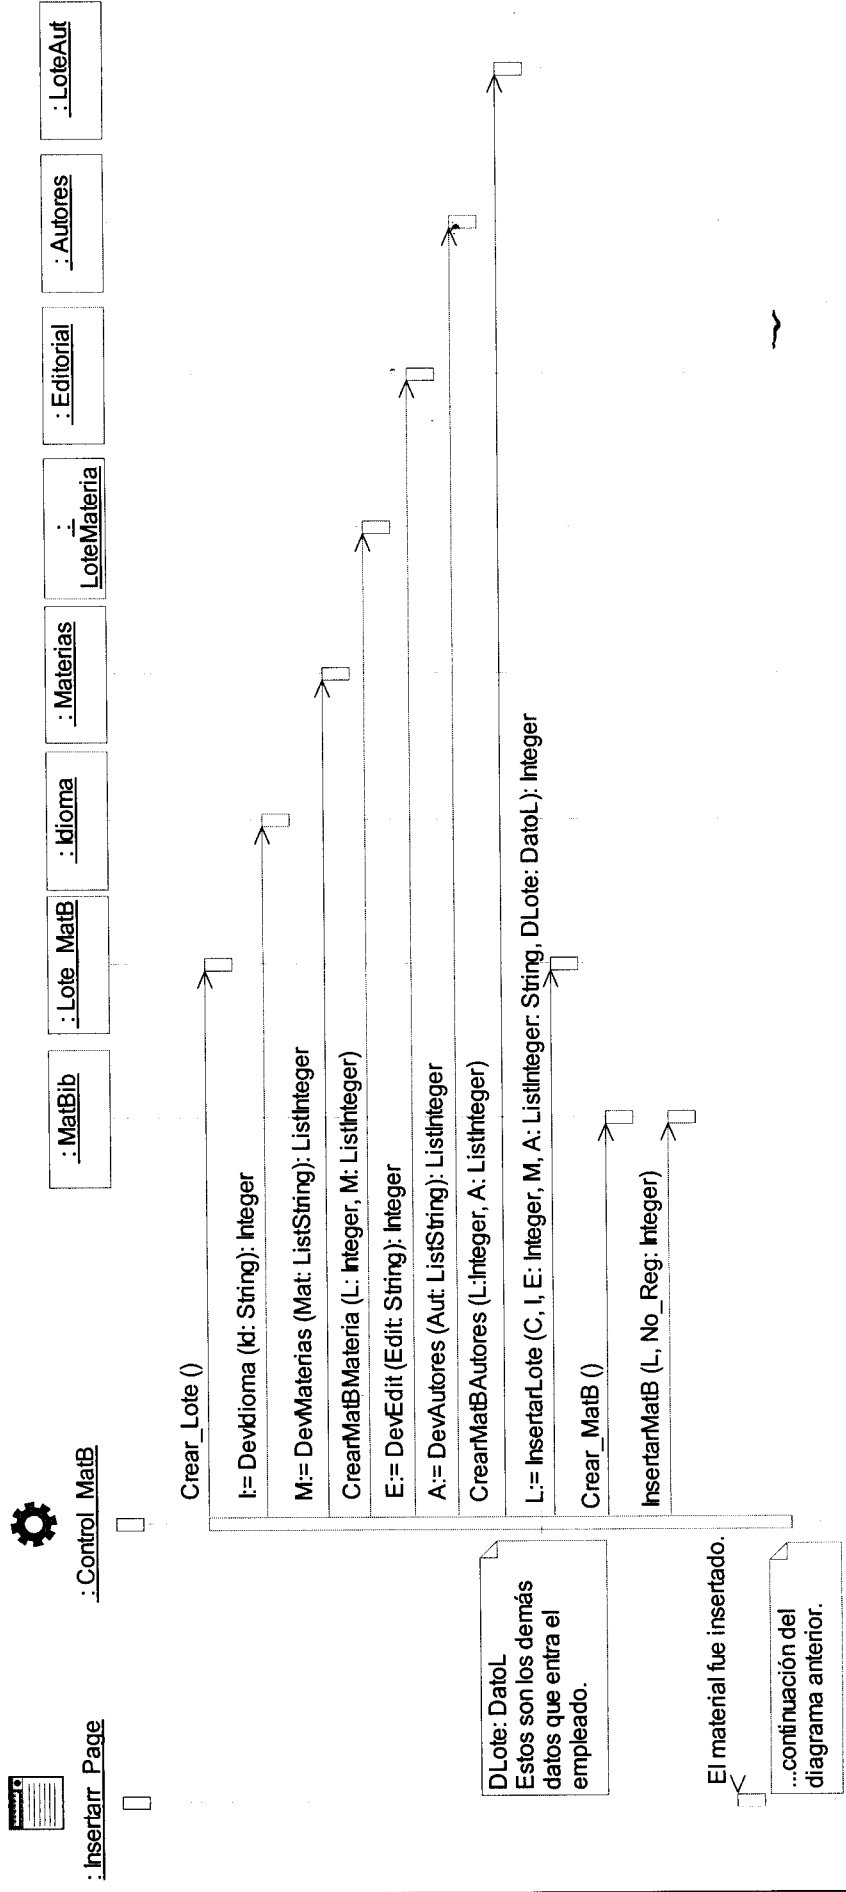 : Insertarr_Page
: Control_MatB
: MatBib
: Lote_MatB
: Idioma
: Materias
:
LoteMateria
: Editorial
: Autores
: LoteAut
Crear_Lote ()
I:= DevIdioma (Id: String): Integer
M:= DevMaterias (Mat: ListString): ListInteger
CrearMatBMateria (L: Integer, M: ListInteger)
E:= DevEdit (Edit: String): Integer
A:= DevAutores (Aut: ListString): ListInteger
CrearMatBAutores (L:Integer, A: ListInteger)
L:= InsertarLote (C, I, E: Integer, M, A: ListInteger: String, DLote: DatoL): Integer
Crear_MatB ()
InsertarMatB (L, No_Reg: Integer)
DLote: DatoL
Estos son los demás
datos que entra el
empleado.
El material fue insertado.
...continuación del
diagrama anterior.